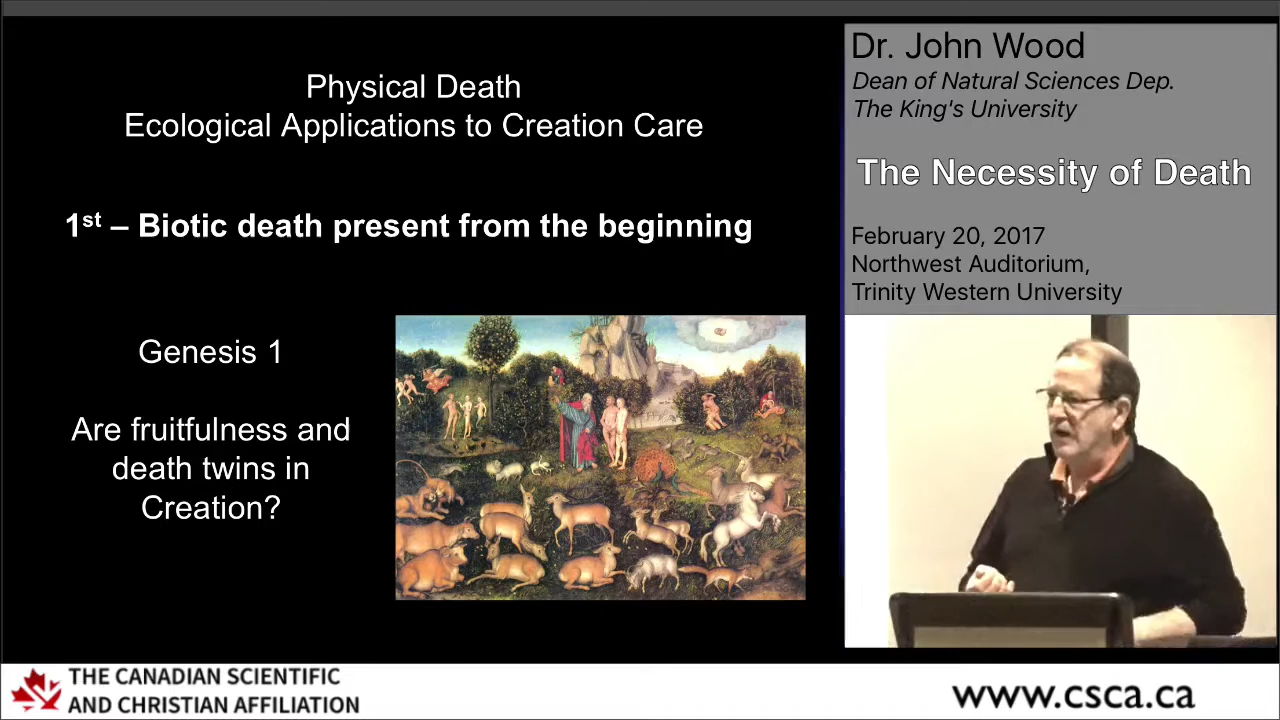 Physical Death
Ecological Applications to Creation Care
1st – Biotic death present from the beginning
Genesis 1
Are fruitfulness and
death twins in
Creation?
Dr. John Wood
Dean of Natural Sciences Dep.
The King's University
The Necessity of Death
February 20, 2017
Northwest Auditorium,
Trinity Western University
THE CANADIAN SCIENTIFIC
AND CHRISTIAN AFFILIATION
www.csca.ca